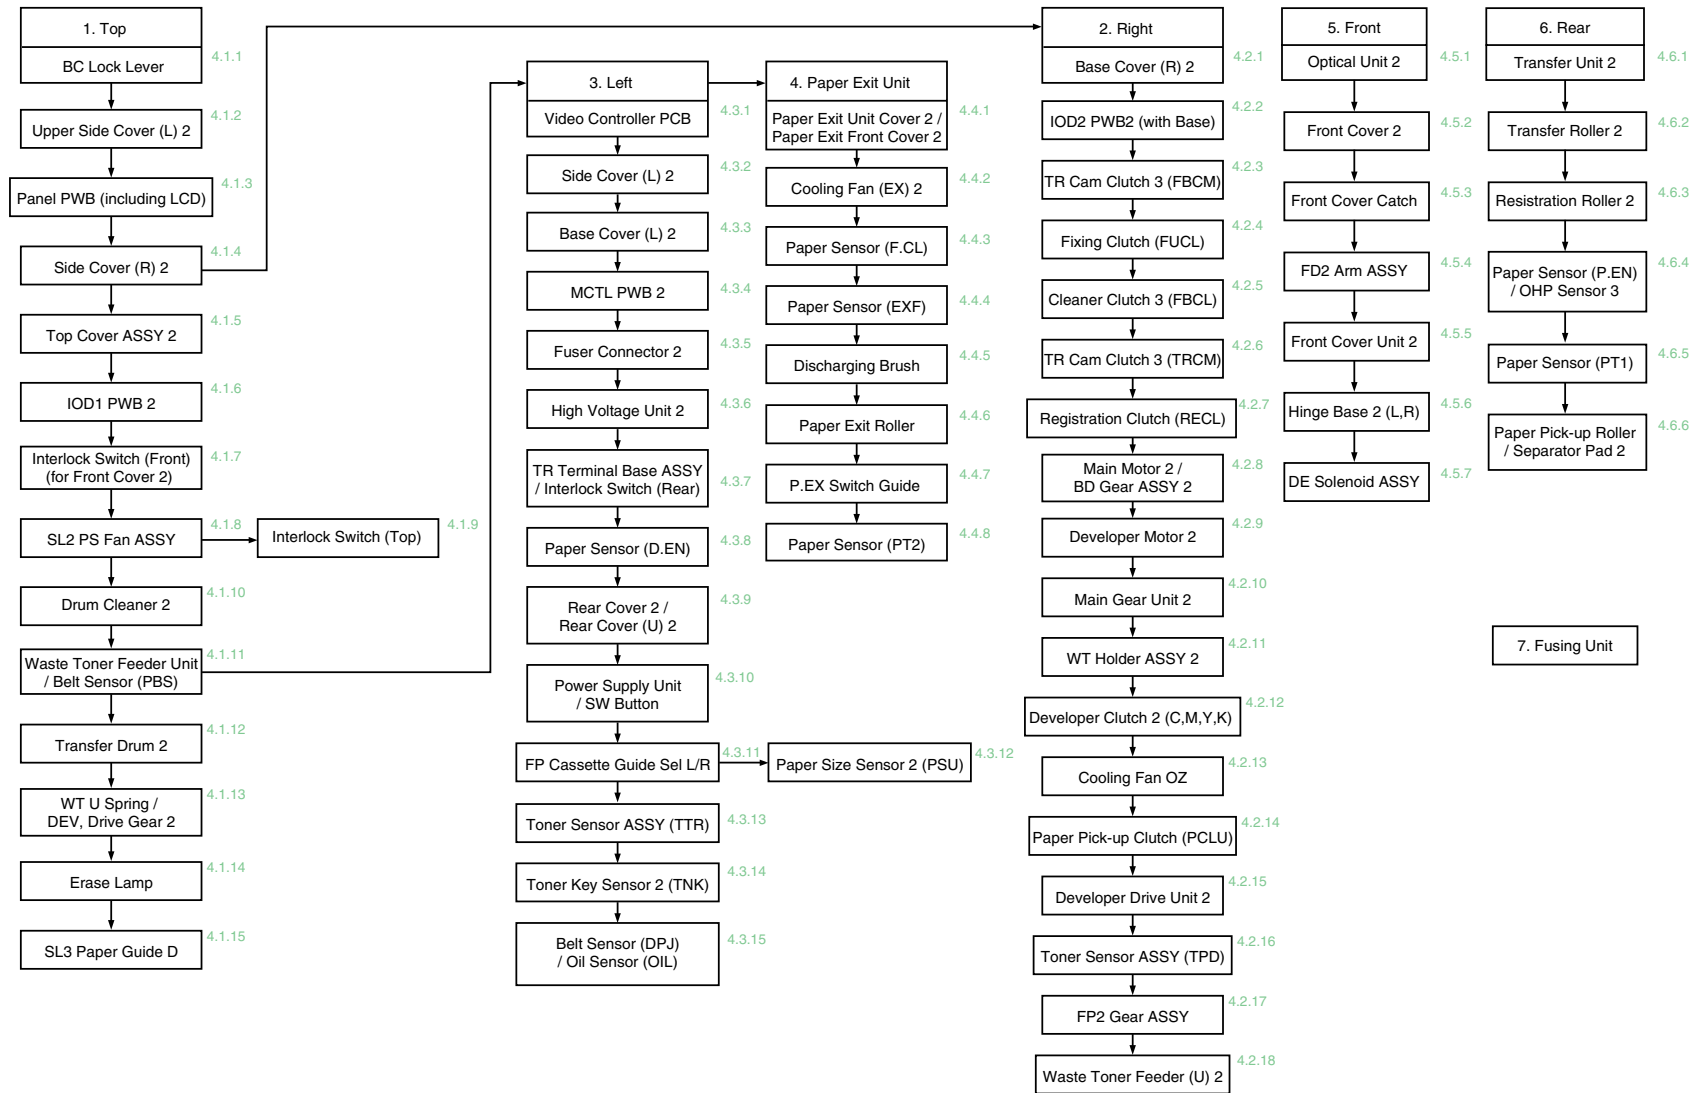 1. Top
BC Lock Lever
4.1.1
Upper Side Cover (L) 2
4.1.2
Panel PWB (including LCD)
4.1.3
Side Cover (R) 2
4.1.4
Top Cover ASSY 2
4.1.5
IOD1 PWB 2
4.1.6
Interlock Switch (Front)
(for Front Cover 2)
4.1.7
SL2 PS Fan ASSY
4.1.8
Interlock Switch (Top)
4.1.9
Drum Cleaner 2
4.1.10
Waste Toner Feeder Unit
/ Belt Sensor (PBS)
4.1.11
Transfer Drum 2
4.1.12
WT U Spring /
DEV, Drive Gear 2
4.1.13
Erase Lamp
4.1.14
SL3 Paper Guide D
4.1.15
3. Left
Video Controller PCB
4.3.1
Side Cover (L) 2
4.3.2
Base Cover (L) 2
4.3.3
MCTL PWB 2
4.3.4
Fuser Connector 2
4.3.5
High Voltage Unit 2
4.3.6
TR Terminal Base ASSY
/ Interlock Switch (Rear)
4.3.7
Paper Sensor (D.EN)
4.3.8
Rear Cover 2 /
Rear Cover (U) 2
4.3.9
Power Supply Unit
/ SW Button
4.3.10
FP Cassette Guide Sel L/R
4.3.11
Paper Size Sensor 2 (PSU)
4.3.12
Toner Sensor ASSY (TTR)
4.3.13
Toner Key Sensor 2 (TNK)
4.3.14
Belt Sensor (DPJ)
/ Oil Sensor (OIL)
4.3.15
4. Paper Exit Unit
Paper Exit Unit Cover 2 /
Paper Exit Front Cover 2
4.4.1
Cooling Fan (EX) 2
4.4.2
Paper Sensor (F.CL)
4.4.3
Paper Sensor (EXF)
4.4.4
Discharging Brush
4.4.5
Paper Exit Roller
4.4.6
P.EX Switch Guide
4.4.7
Paper Sensor (PT2)
4.4.8
2. Right
Base Cover (R) 2
4.2.1
IOD2 PWB2 (with Base)
4.2.2
TR Cam Clutch 3 (FBCM)
4.2.3
Fixing Clutch (FUCL)
4.2.4
Cleaner Clutch 3 (FBCL)
4.2.5
TR Cam Clutch 3 (TRCM)
4.2.6
Registration Clutch (RECL)
4.2.7
Main Motor 2 /
BD Gear ASSY 2
4.2.8
Developer Motor 2
4.2.9
Main Gear Unit 2
4.2.10
WT Holder ASSY 2
4.2.11
Developer Clutch 2 (C,M,Y,K)
4.2.12
Cooling Fan OZ
4.2.13
Paper Pick-up Clutch (PCLU)
4.2.14
Developer Drive Unit 2
4.2.15
Toner Sensor ASSY (TPD)
4.2.16
FP2 Gear ASSY
4.2.17
Waste Toner Feeder (U) 2
4.2.18
5. Front
Optical Unit 2
4.5.1
Front Cover 2
4.5.2
Front Cover Catch
4.5.3
FD2 Arm ASSY
4.5.4
Front Cover Unit 2
4.5.5
Hinge Base 2 (L,R)
4.5.6
DE Solenoid ASSY
4.5.7
6. Rear
Transfer Unit 2
4.6.1
Transfer Roller 2
4.6.2
Resistration Roller 2
4.6.3
Paper Sensor (P.EN)
/ OHP Sensor 3
4.6.4
Paper Sensor (PT1)
4.6.5
Paper Pick-up Roller
/ Separator Pad 2
4.6.6
7. Fusing Unit